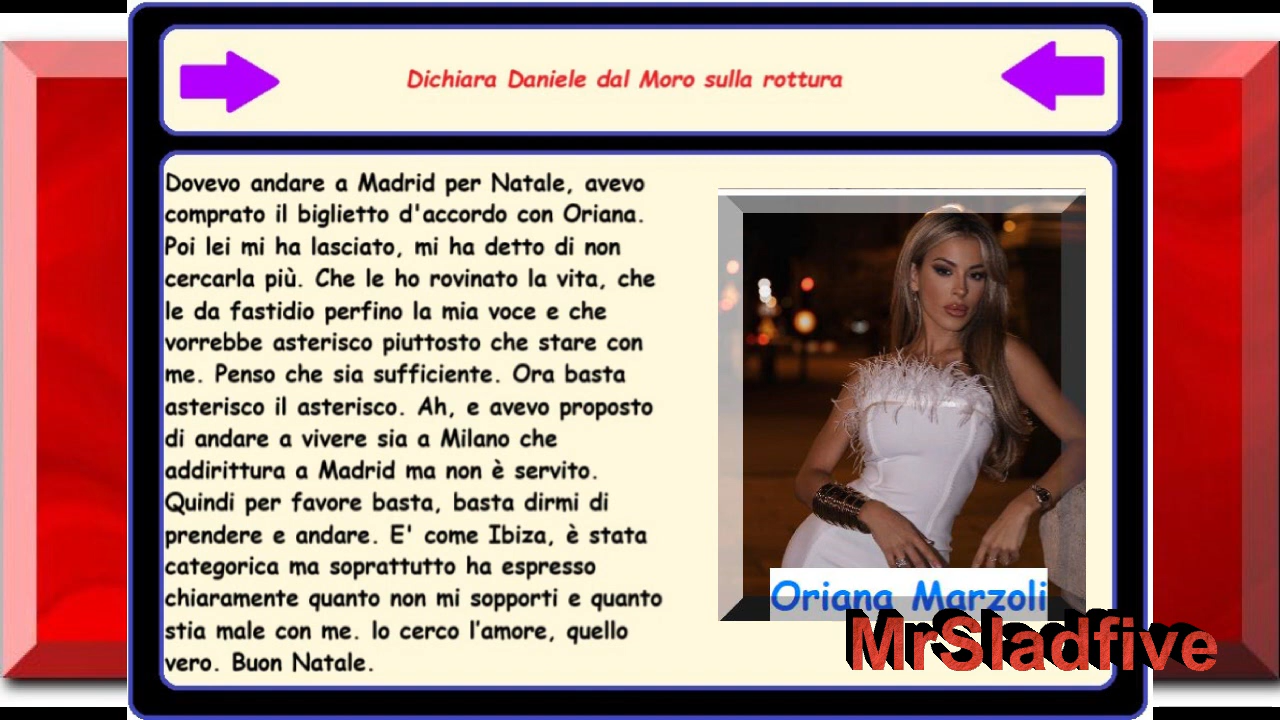 Dichiara Daniele dal Moro sulla rottura
Dovevo andare a Madrid per Natale, avevo
comprato il biglietto d'accordo con Oriana.
Poi lei mi ha lasciato, mi ha detto di non
cercarla più. Che le ho rovinato la vita, che
le da fastidio perfino la mia voce e che
vorrebbe asterisco piuttosto che stare con
me. Penso che sia sufficiente. Ora basta
asterisco il asterisco. Ah, e avevo proposto
di andare a vivere sia a Milano che
addirittura a Madrid ma non è servito.
Quindi per favore basta, basta dirmi di
prendere e andare. E' come Ibiza, è stata
categorica ma soprattutto ha espresso
chiaramente quanto non mi sopporti e quanto
stia male con me. Io cerco l’amore, quello
vero. Buon Natale.
Oriana Marzoli
MrSladfive